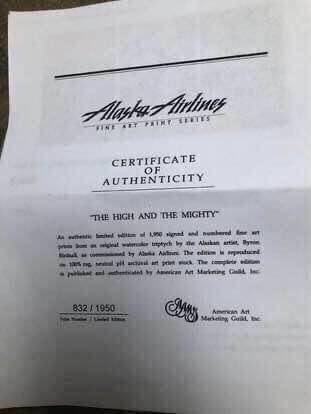 Alaska Airlines
FINE ART PRINT SERIES
CERTIFICATE
OF
AUTHENTICITY
"THE HIGH AND THE MIGHTY"
An authentic limited edition of 1,950 signed and numbered fine art
prints from an original watercolor triptych by the Alaskan artist, Byron
Birdsall, as commissioned by Alaska Airlines. The edition is reproduced
on 100% rag, neutral pH archival art print stock. The complete edition
is published and authenticated by American Art Marketing Guild, Inc.
832 / 1950
Print Number / Limited Edition
American Art
Marketing Guild, Inc.